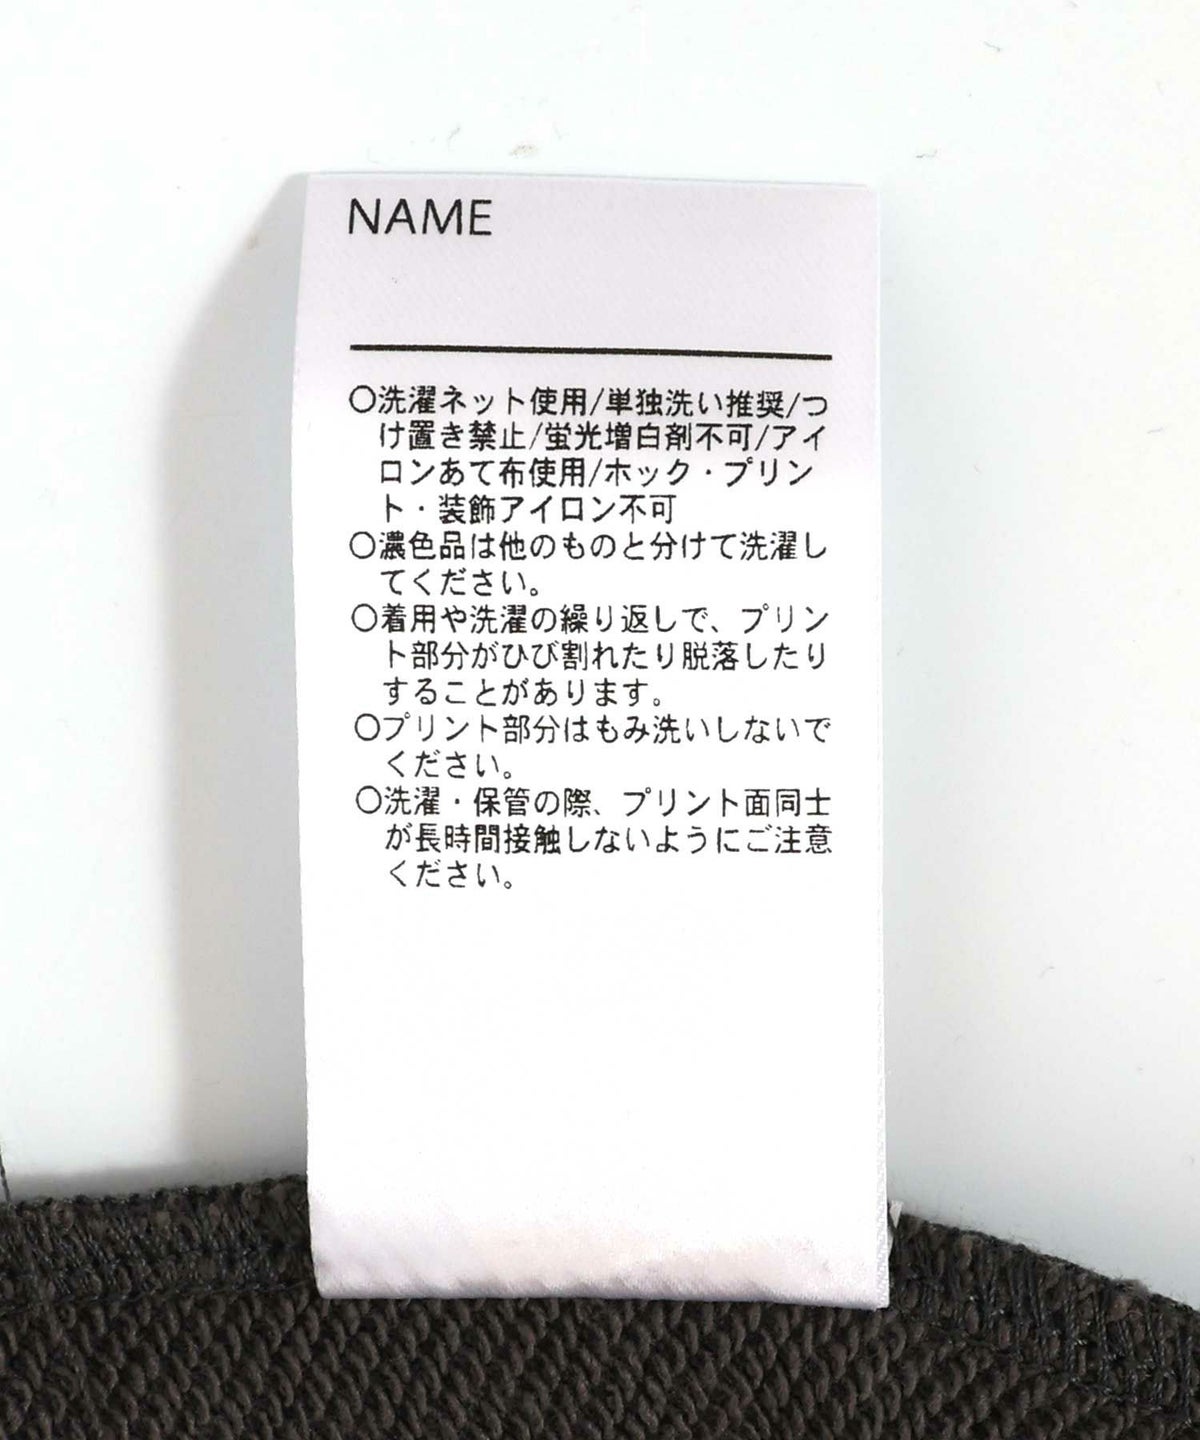 NAME
〇洗濯ネット使用/単独洗い推奨/つ
け置き禁止/蛍光増白剤不可/アイ
ロンあて布使用/ホック・プリン
ト・装飾アイロン不可
〇濃色品は他のものと分けて洗濯し
てください。
〇着用や洗濯の繰り返しで、プリン
ト部分がひび割れたり脱落したり
することがあります。
〇プリント部分はもみ洗いしないで
ください。
〇洗濯・保管の際、プリント面同士
が長時間接触しないようにご注意
ください。